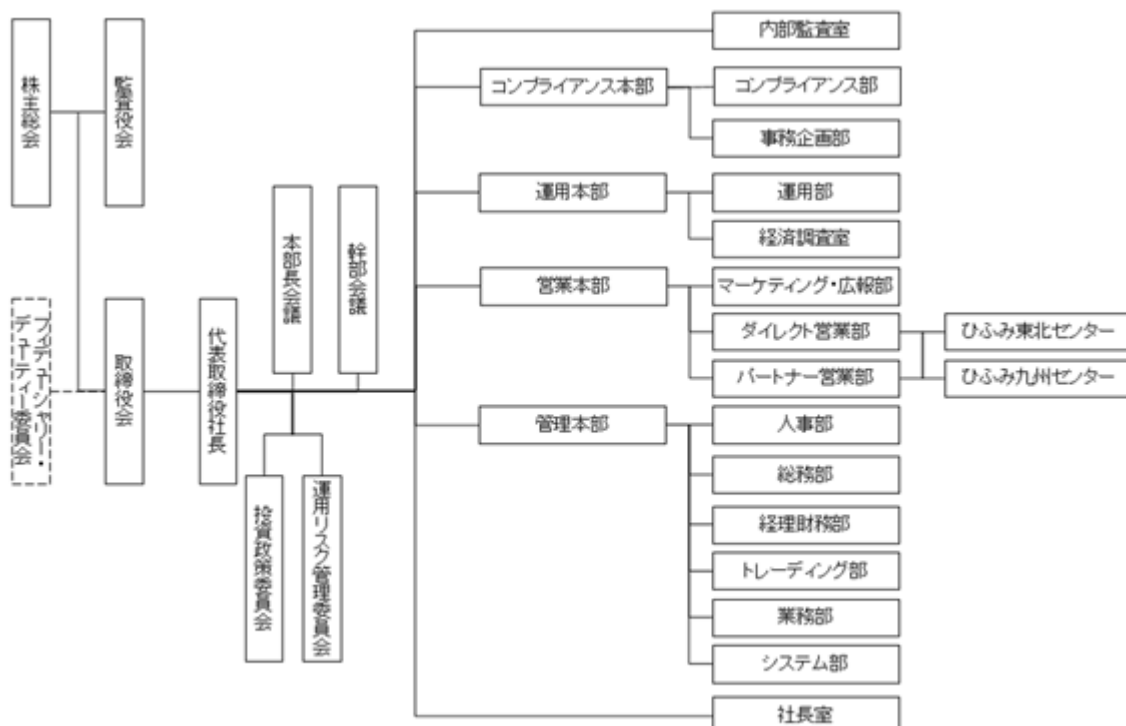 株主総会
監査役会
フィデューシャリー・
デューティー委員会
取締役会
代表取締役社長
本部長会議
幹部会議
投資政策委員会
運用リスク管理委員会
内部監査室
コンプライアンス本部
コンプライアンス部
事務企画部
運用本部
運用部
経済調査室
営業本部
マーケティング・広報部
ダイレクト営業部
ひふみ東北センター
パートナー営業部
ひふみ九州センター
管理本部
人事部
総務部
経理財務部
トレーディング部
業務部
システム部
社長室